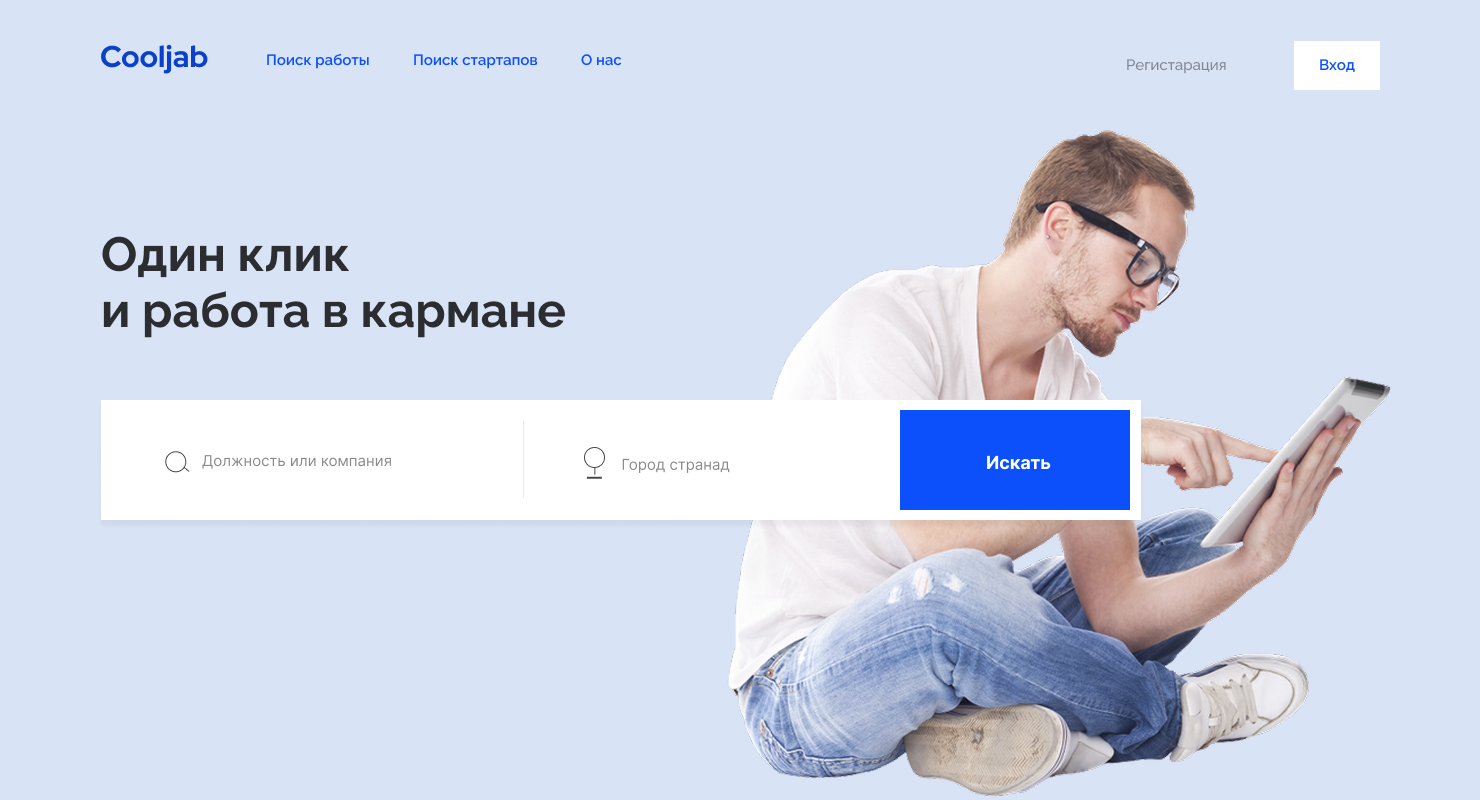 Cooljab
Поиск работы
Поиск стартапов
О нас
Регистарация
Вход
Один клик
и работа в кармане
Должность или компания
Город странад
Искать